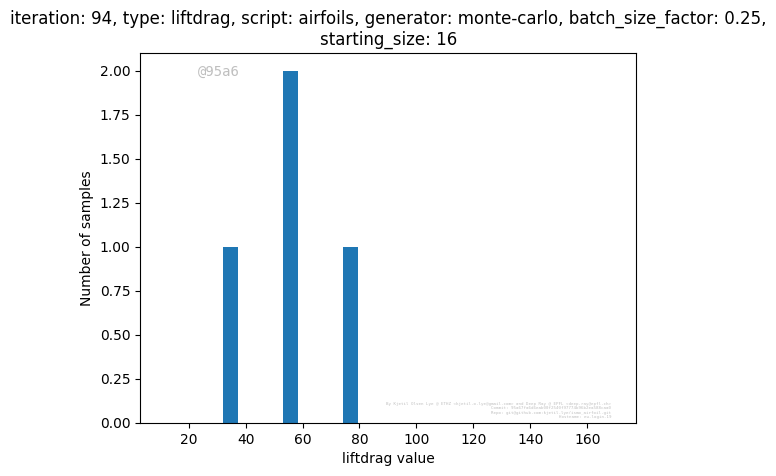 iteration: 94, type: liftdrag, script: airfoils, generator: monte-carlo, batch_size_factor: 0.25,
starting_size: 16
@95a6
2.00
1.75
1.50
1.25
1.00
0.75
0.50
0.25
0.00
Number of samples
20 40 60 80 100 120 140 160
liftdrag value